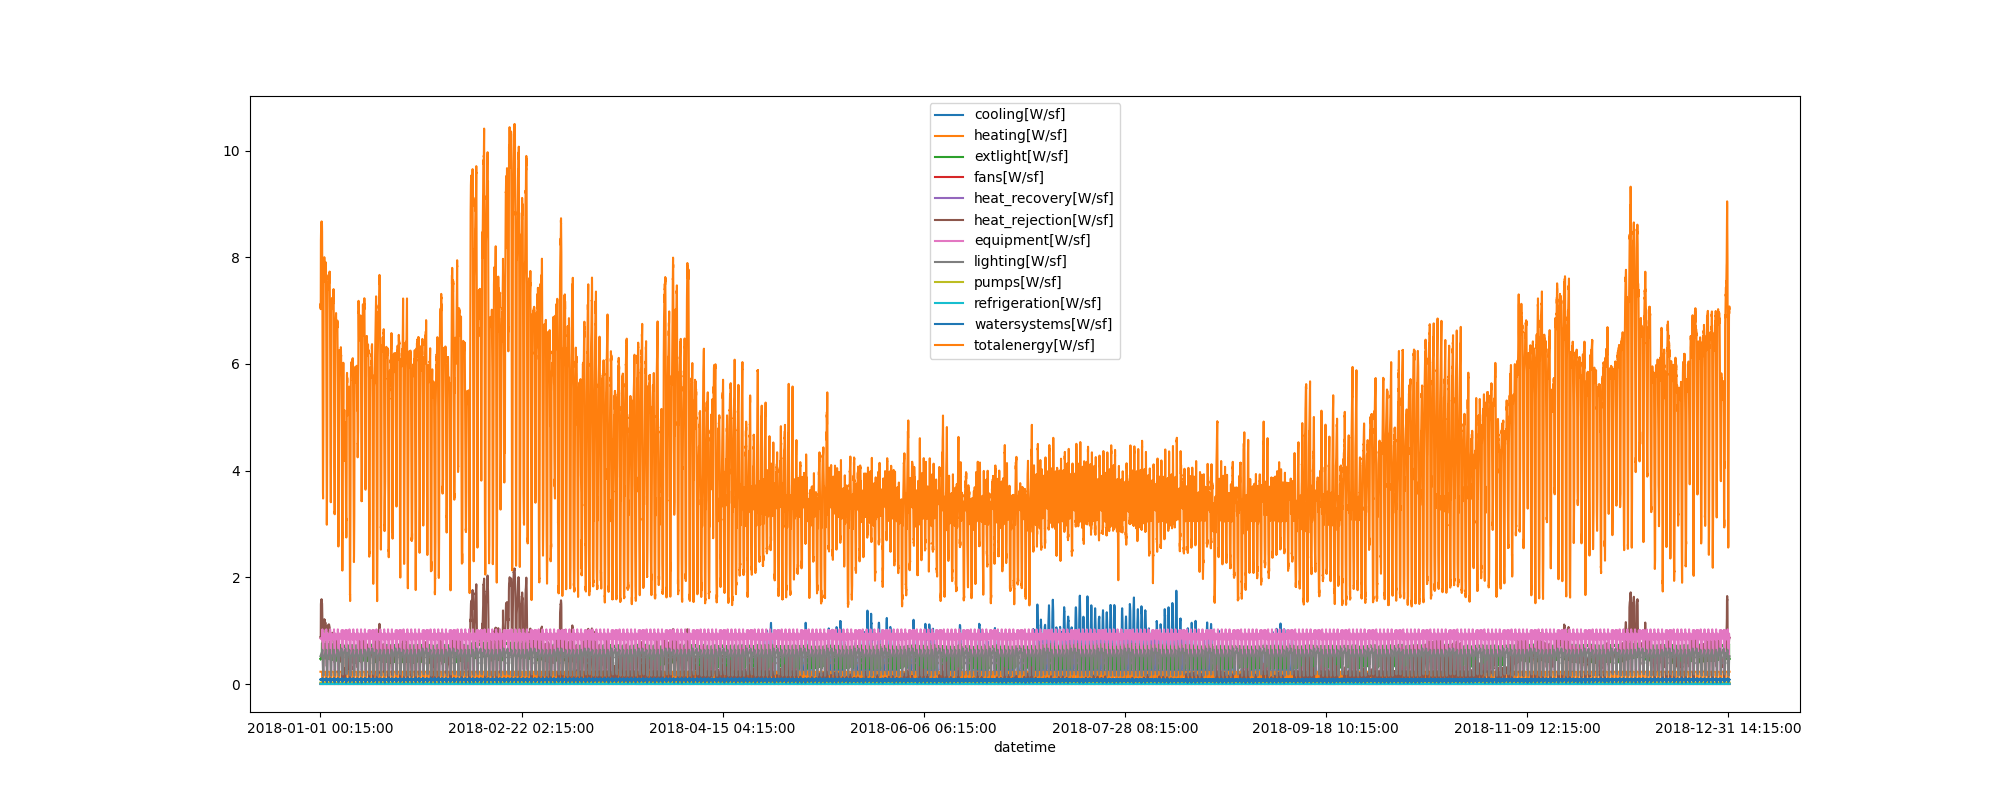 cooling[W/sf]
heating[W/sf]
extlight[W/sf]
fans[W/sf]
heat_recovery[W/sf]
heat_rejection[W/sf]
equipment[W/sf]
lighting[W/sf]
pumps[W/sf]
refrigeration[W/sf]
watersystems[W/sf]
totalenergy[W/sf]
10
8
6
4
2
0
2018-01-01 00:15:00 2018-02-22 02:15:00 2018-04-15 04:15:00 2018-06-06 06:15:00 2018-07-28 08:15:00 2018-09-18 10:15:00 2018-11-09 12:15:00 2018-12-31 14:15:00
datetime